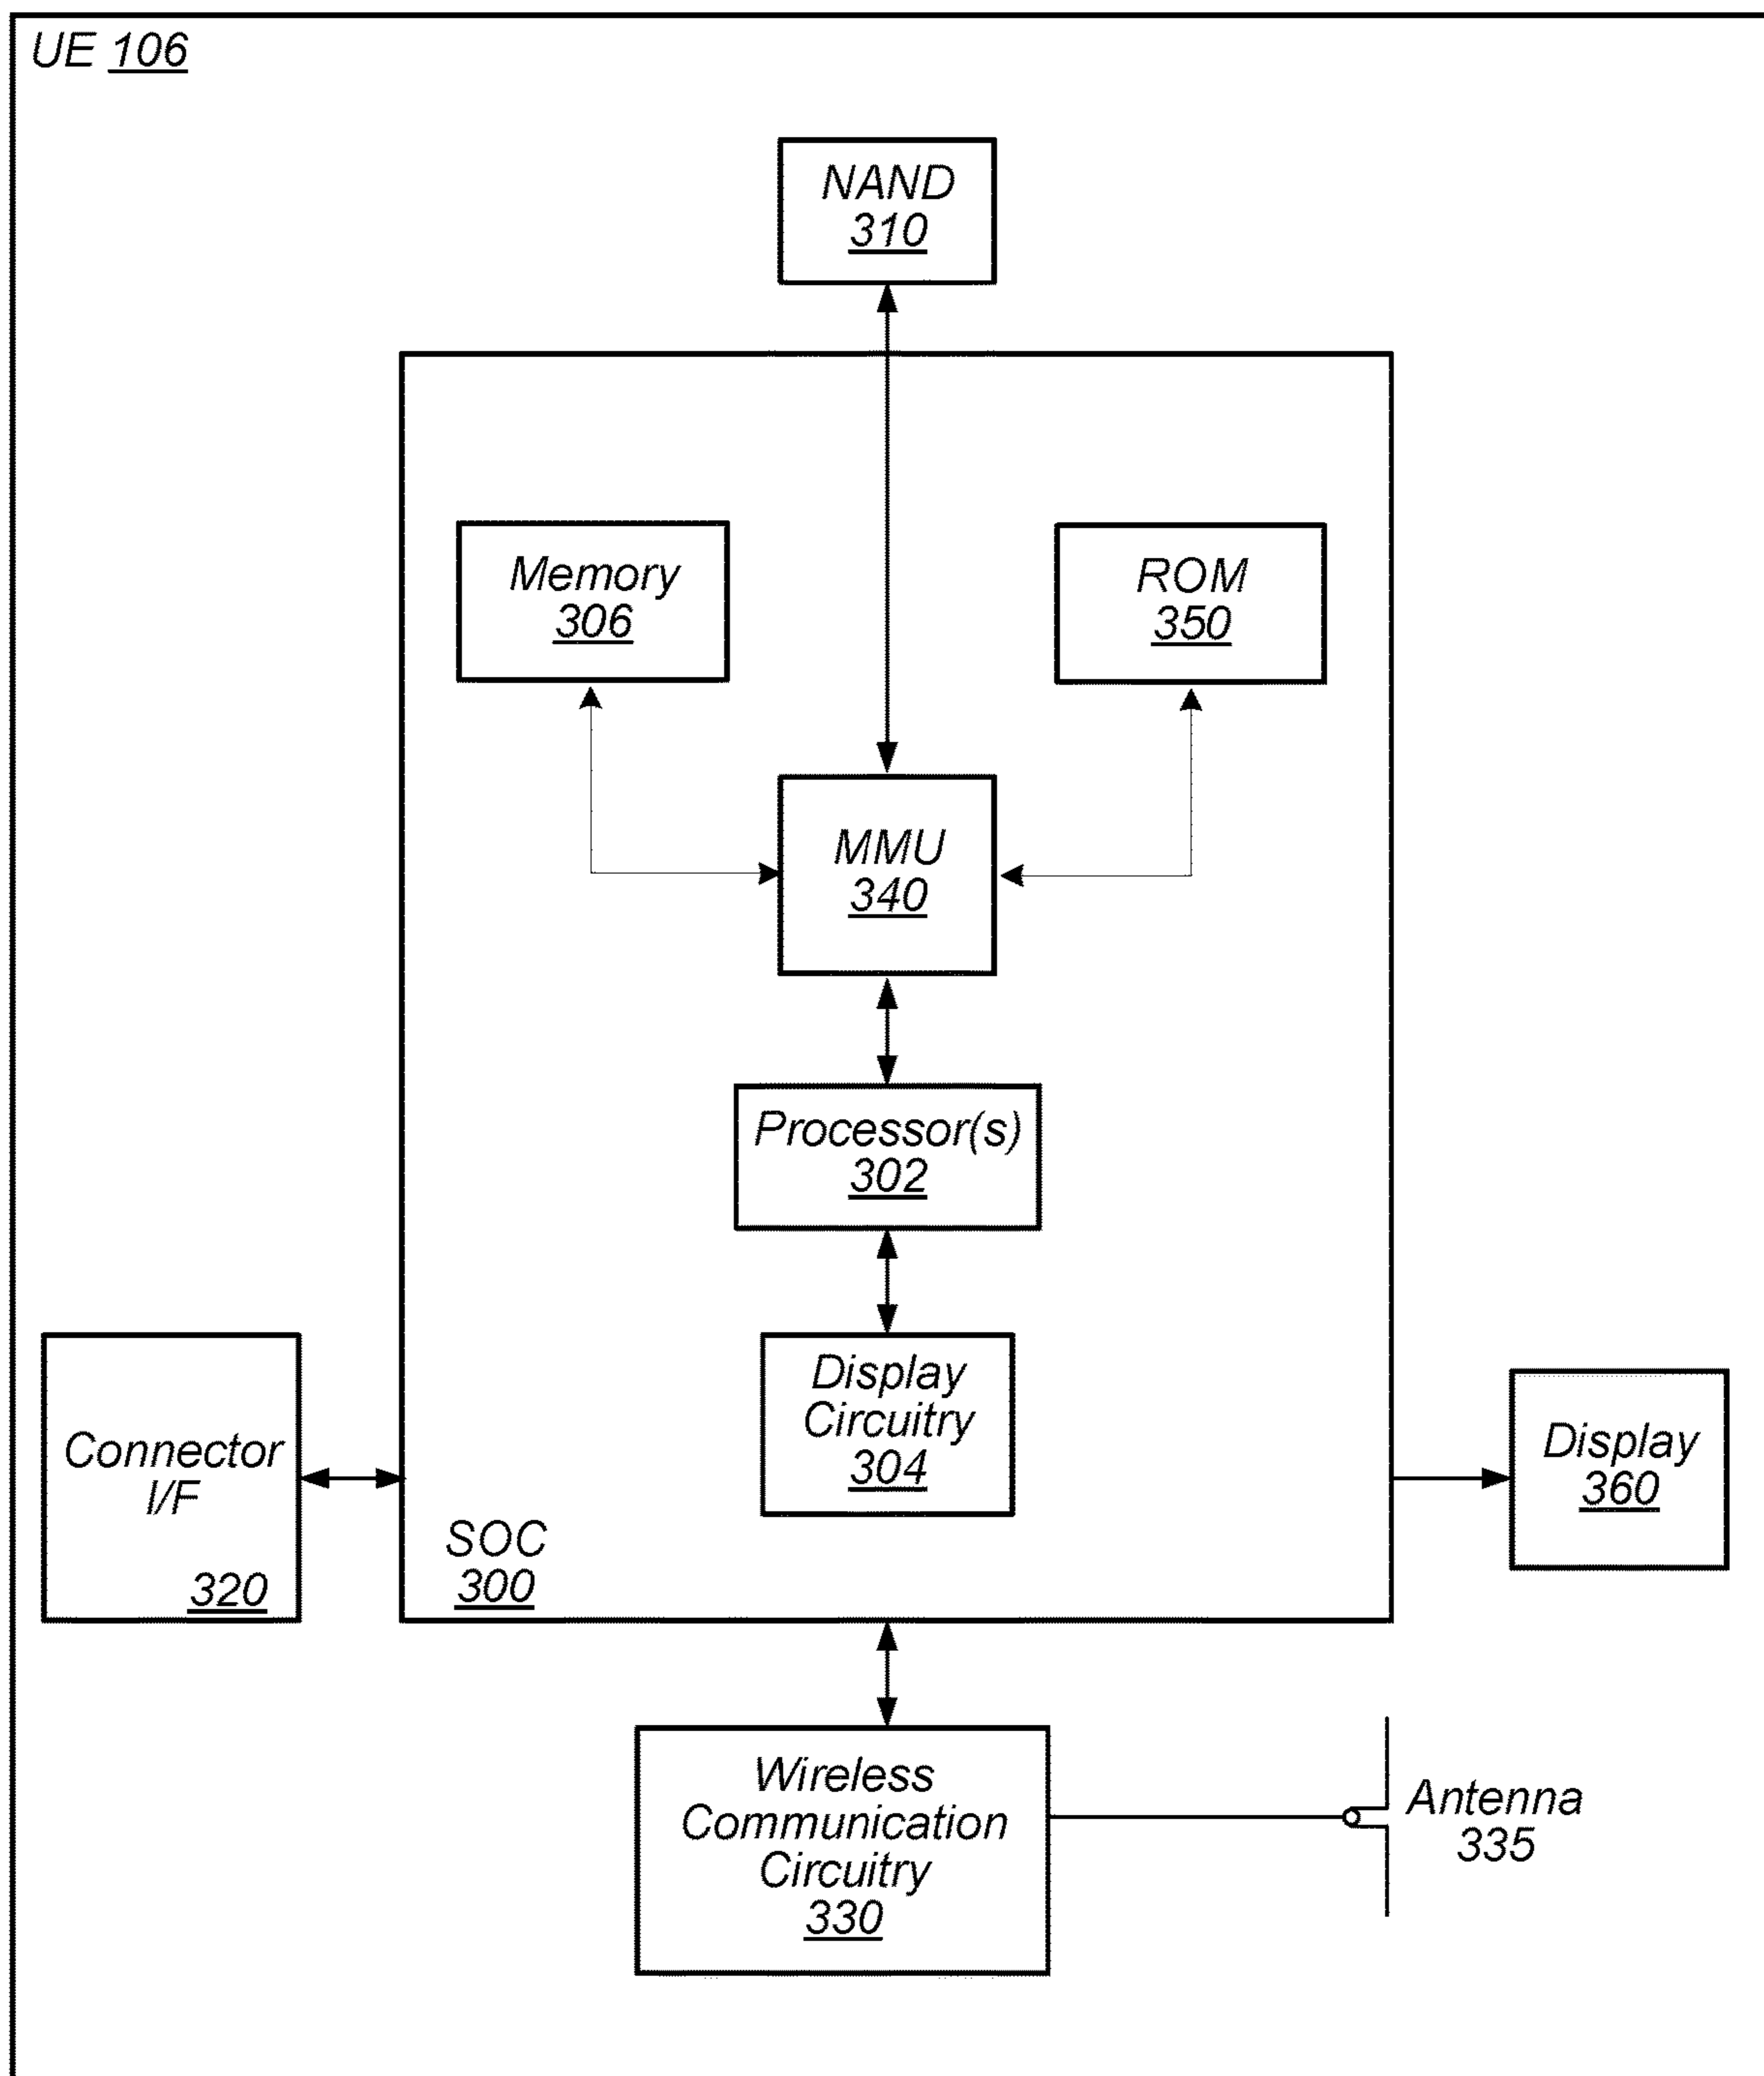 UE 106
NAND
310
Memory
306
ROM
350
MMU
340
Processor(s)
302
Display
Circuitry
304
Connector
I/F
320
SOC
300
Display
360
Wireless
Communication
Circuitry
330
Antenna
335